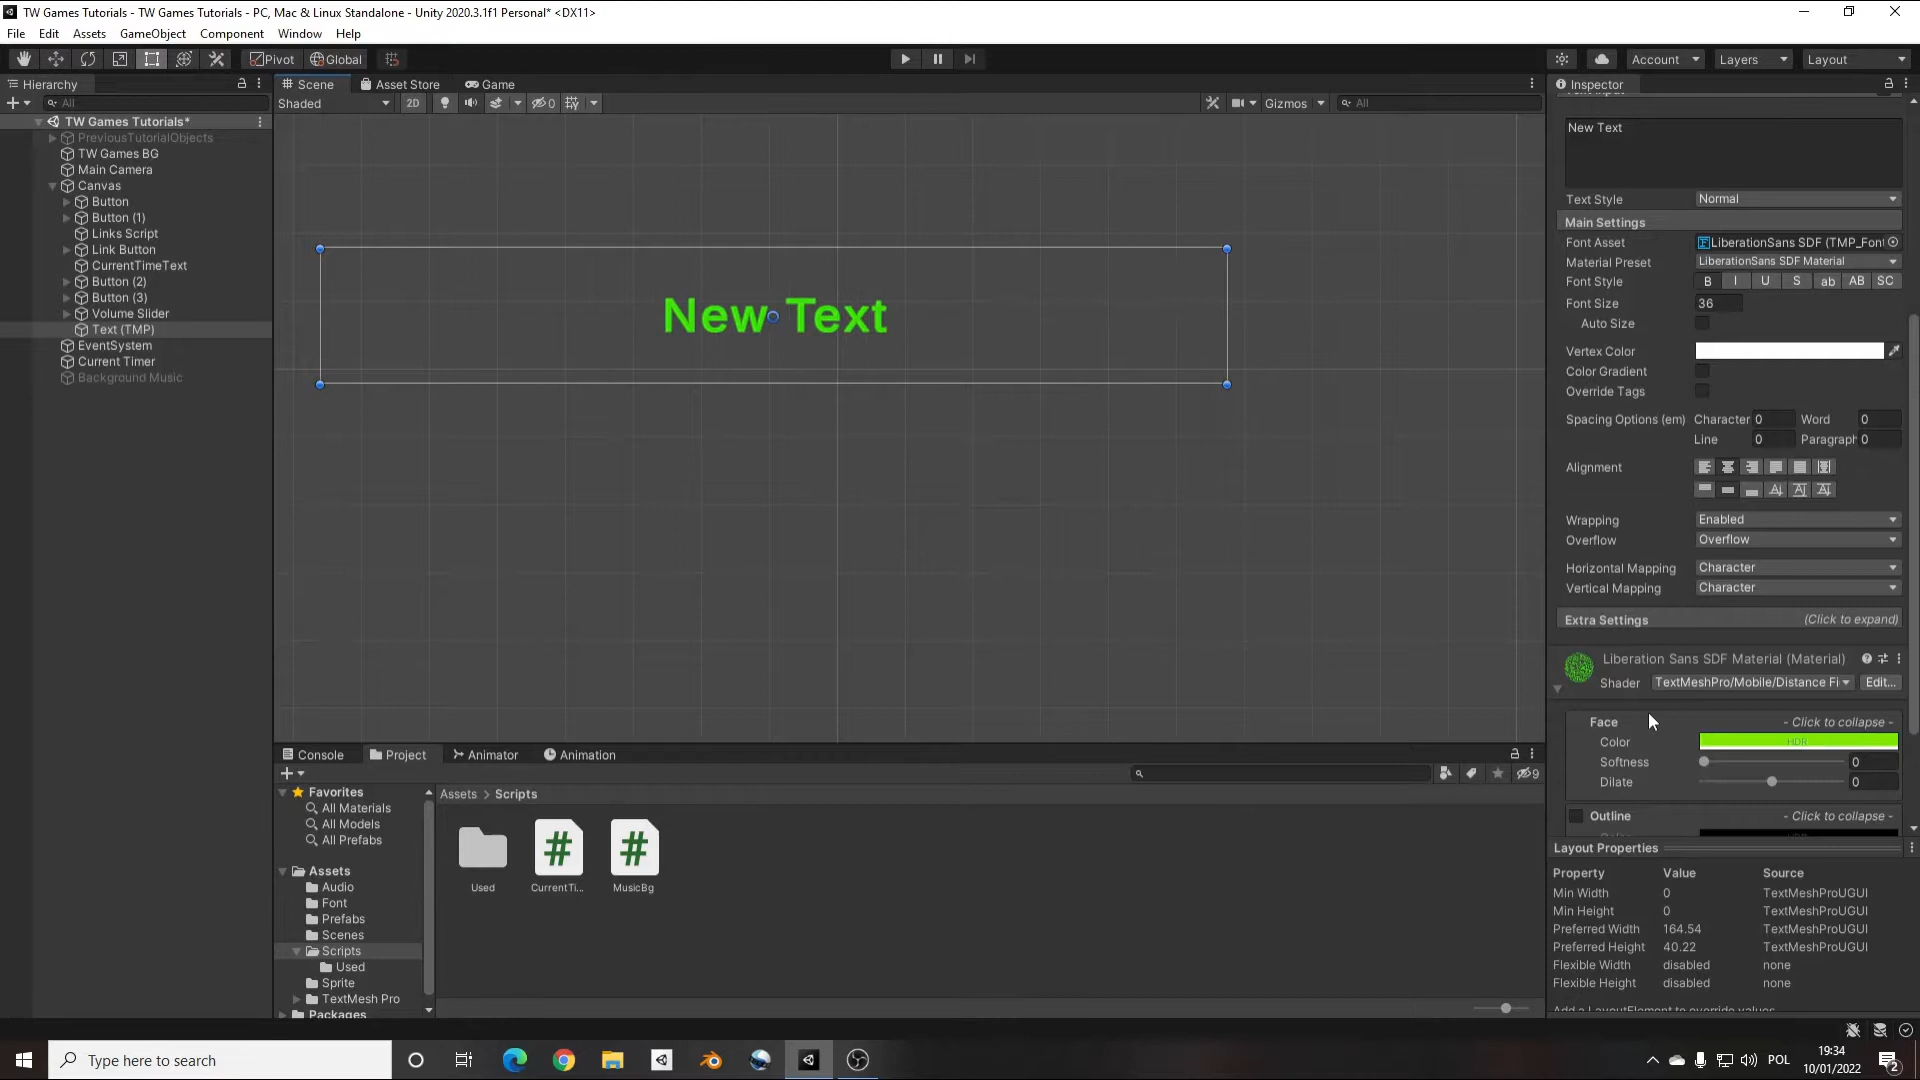 TW Games Tutorials - TW Games Tutorials - PC, Mac & Linux Standalone - Unity 2020.3.1f1 Personal* <DX11>
File Edit Assets GameObject Component Window Help
Pivot Global Account Layers Layout
Hierarchy
All
TW Games Tutorials*
PreviousTutorialObjects
TW Games BG
Main Camera
Canvas
Button
Button (1)
Links Script
Link Button
CurrentTimeText
Button (2)
Button (3)
Volume Slider
Text (TMP)
EventSystem
Current Timer
Background Music
Scene Asset Store Game
Shaded 2D 0 Gizmos All
New Text
Inspector
New Text
Text Style Normal
Main Settings
Font Asset LiberationSans SDF (TMP_Font
Material Preset LiberationSans SDF Material
Font Style B I U S ab AB SC
Font Size 36
Auto Size
Vertex Color
Color Gradient
Override Tags
Spacing Options (em) Character 0 Word 0
Line 0 Paragraph 0
Alignment
Wrapping Enabled
Overflow Overflow
Horizontal Mapping Character
Vertical Mapping Character
Extra Settings (Click to expand)
Liberation Sans SDF Material (Material)
Shader TextMeshPro/Mobile/Distance Fi Edit...
Face - Click to collapse -
Color HDR
Softness 0
Dilate 0
Outline - Click to collapse -
Layout Properties
Property Value Source
Min Width 0 TextMeshProUGUI
Min Height 0 TextMeshProUGUI
Preferred Width 164.54 TextMeshProUGUI
Preferred Height 40.22 TextMeshProUGUI
Flexible Width disabled none
Flexible Height disabled none
Add a LayoutElement to override values
Console Project Animator Animation
9
Favorites
All Materials
All Models
All Prefabs
Assets
Audio
Font
Prefabs
Scenes
Scripts
Used
Sprite
TextMesh Pro
Packages
Assets > Scripts
Used CurrentTi... MusicBg
Type here to search
POL
19:34
10/01/2022
2